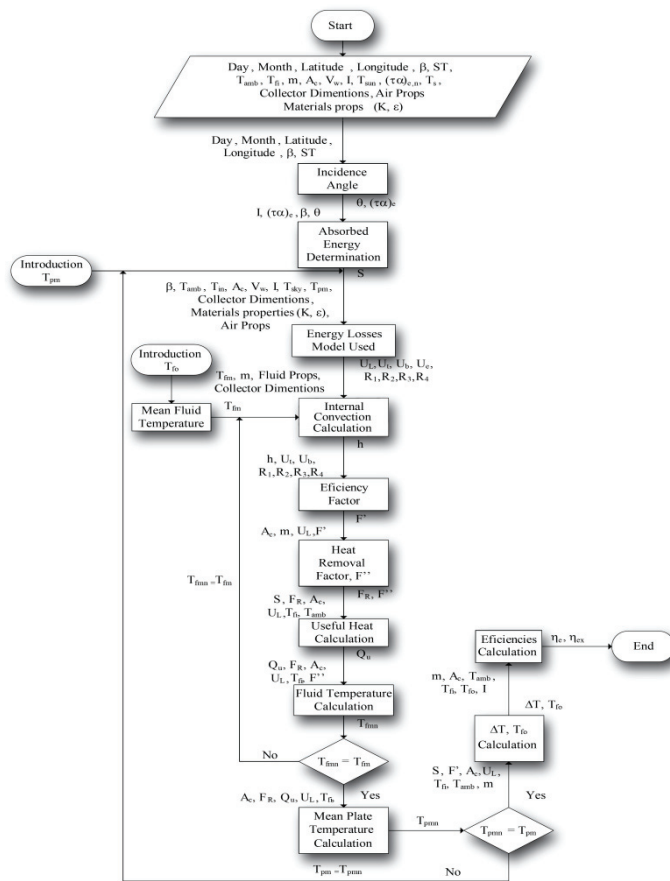 Start
Day , Month , Latitude , Longitude , β , ST ,
Tamb , Tfi , m , Ac , Vw , I , Tsun , (τα)e,n , Ts ,
Collector Dimentions , Air Props
Materials props (K, ε)
Day , Month , Latitude ,
Longitude , β , ST
Incidence
Angle
θ, (τα)e
I, (τα)e , β, θ
Absorbed
Energy
Determination
S
Introduction
Tpm
β, Tamb , Tin , Ac , Vw , I, Tsky , Tpm ,
Collector Dimentions ,
Materials properties (K, ε),
Air Props
Energy Losses
Model Used
UL, Ut , Ub , Ue ,
R1 ,R2 ,R3 ,R4
Introduction
Tfo
Mean Fluid
Temperature
Tfm
Tfm, m, Fluid Props,
Collector Dimentions
Internal
Convection
Calculation
h
h, Ut , Ub ,
R1 ,R2 ,R3 ,R4
Eficiency
Factor
F'
Ac , m , UL ,F'
Heat
Removal
Factor, F''
FR , F''
Tfmn =Tfm
S , FR , Ac ,
UL ,Tfi , Tamb
Useful Heat
Calculation
Qu
Qu , FR , Ac ,
UL ,Tfi, F''
Fluid Temperature
Calculation
Tfmn
Tfmn = Tfm
No
Yes
Ac , FR , Qu , UL ,Tfi,
Mean Plate
Temperature
Calculation
Tpmn
Tpmn = Tpm
No
Tpm =Tpmn
Yes
S , F' , Ac ,UL ,
Tfi , Tamb , m
ΔT, Tfo
Calculation
ΔT, Tfo
m , Ac , Tamb ,
Tfi , Tfo , I
Eficiencies
Calculation
ηe, ηex
End